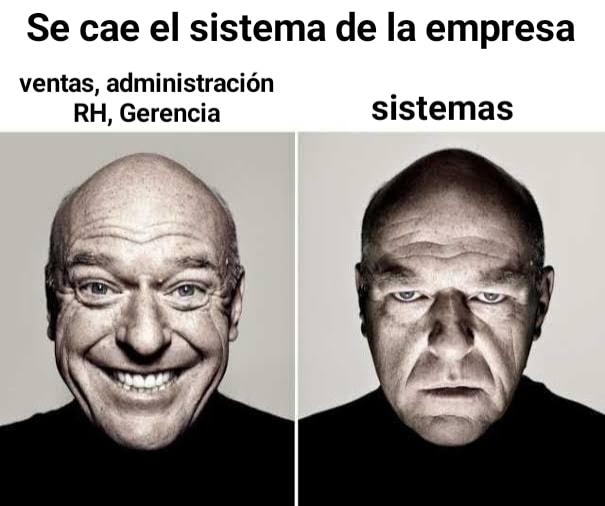 Se cae el sistema de la empresa
ventas, administración
RH, Gerencia
sistemas